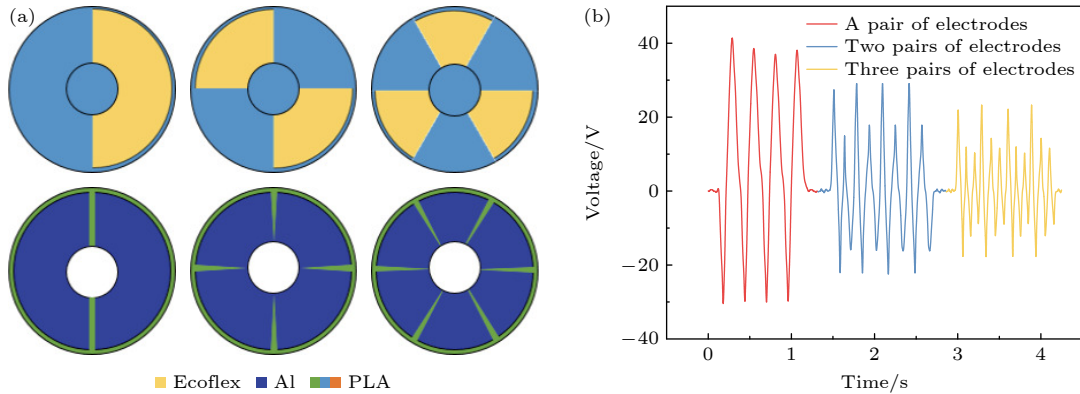 (a)
Ecoflex Al PLA
(b)
A pair of electrodes
Two pairs of electrodes
Three pairs of electrodes
Voltage/V
40
20
0
−20
−40
0 1 2 3 4
Time/s